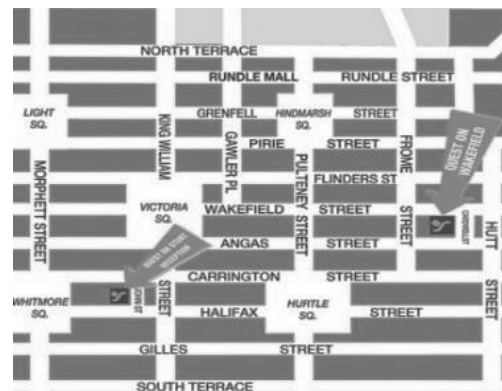 NORTH TERRACE
RUNDLE MALL
RUNDLE STREET
LIGHT
SQ.
GRENFELL
HINDMARSH
SQ.
STREET
KING WILLIAM
GAWLER PL
PIRIE
STREET
FROME
QUEST ON
WAKEFIELD
MORPHETT STREET
PULTENEY STREET
FLINDERS ST
VICTORIA
SQ.
WAKEFIELD
STREET
STREET
HUTT
ANGAS
STREET
CARRINGTON
STREET
WHITMORE
SQ.
STREET
HURTLE
SQ.
STREET
HALIFAX
STREET
GILLES
STREET
SOUTH TERRACE